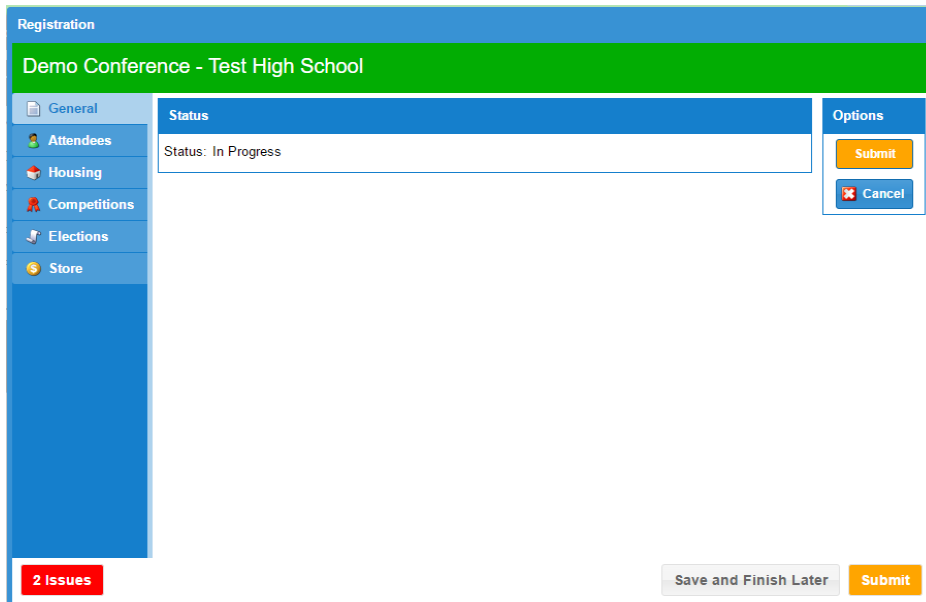 Registration
Demo Conference - Test High School
General
Attendees
Housing
Competitions
Elections
Store
Status
Status: In Progress
Options
Submit
Cancel
2 Issues
Save and Finish Later
Submit